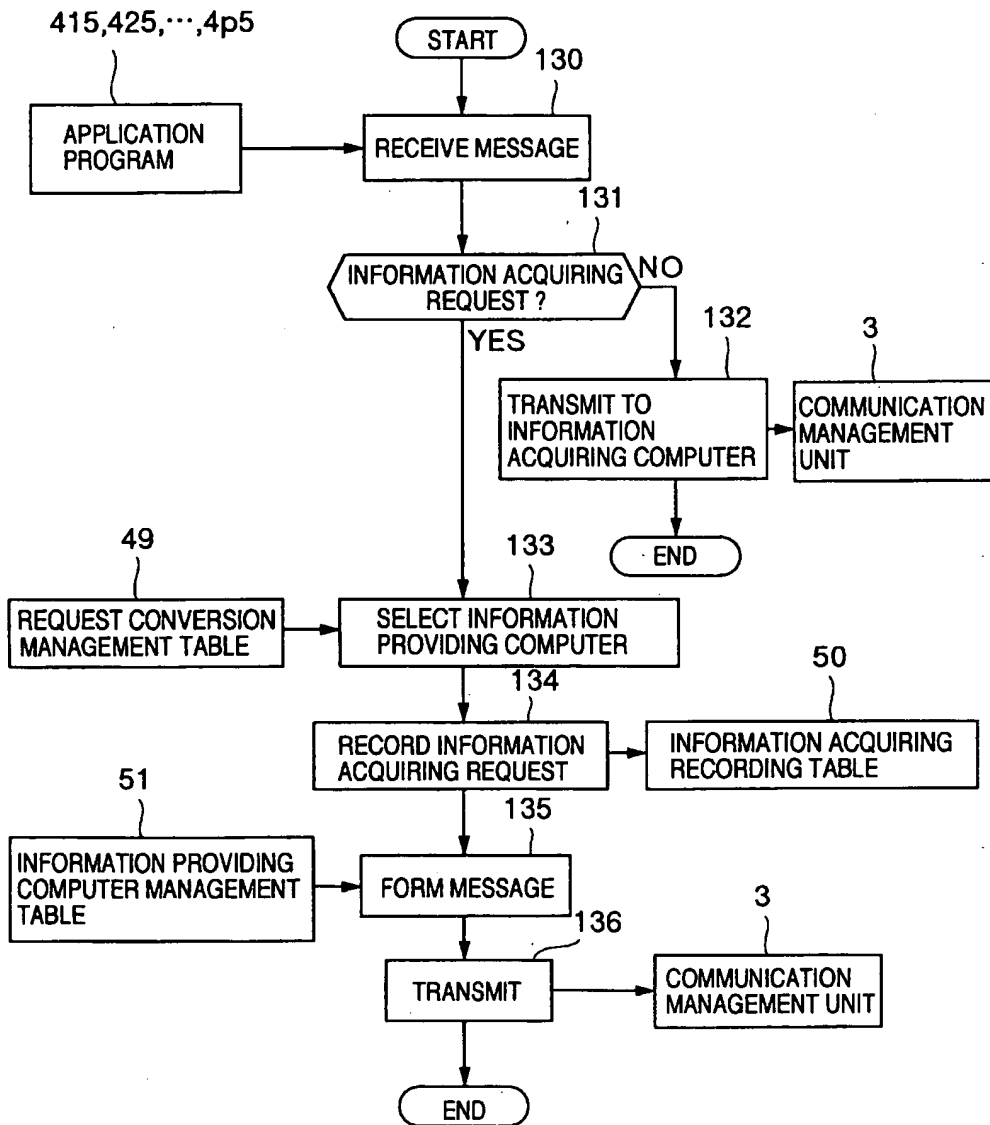 415,425,···,4p5
START
130
APPLICATION
PROGRAM
RECEIVE MESSAGE
131
INFORMATION ACQUIRING
REQUEST ?
NO
YES
132
3
TRANSMIT TO
INFORMATION
ACQUIRING COMPUTER
COMMUNICATION
MANAGEMENT
UNIT
END
49
133
REQUEST CONVERSION
MANAGEMENT TABLE
SELECT INFORMATION
PROVIDING COMPUTER
134
50
RECORD INFORMATION
ACQUIRING REQUEST
INFORMATION ACQUIRING
RECORDING TABLE
51
135
INFORMATION PROVIDING
COMPUTER MANAGEMENT
TABLE
FORM MESSAGE
136
3
TRANSMIT
COMMUNICATION
MANAGEMENT UNIT
END